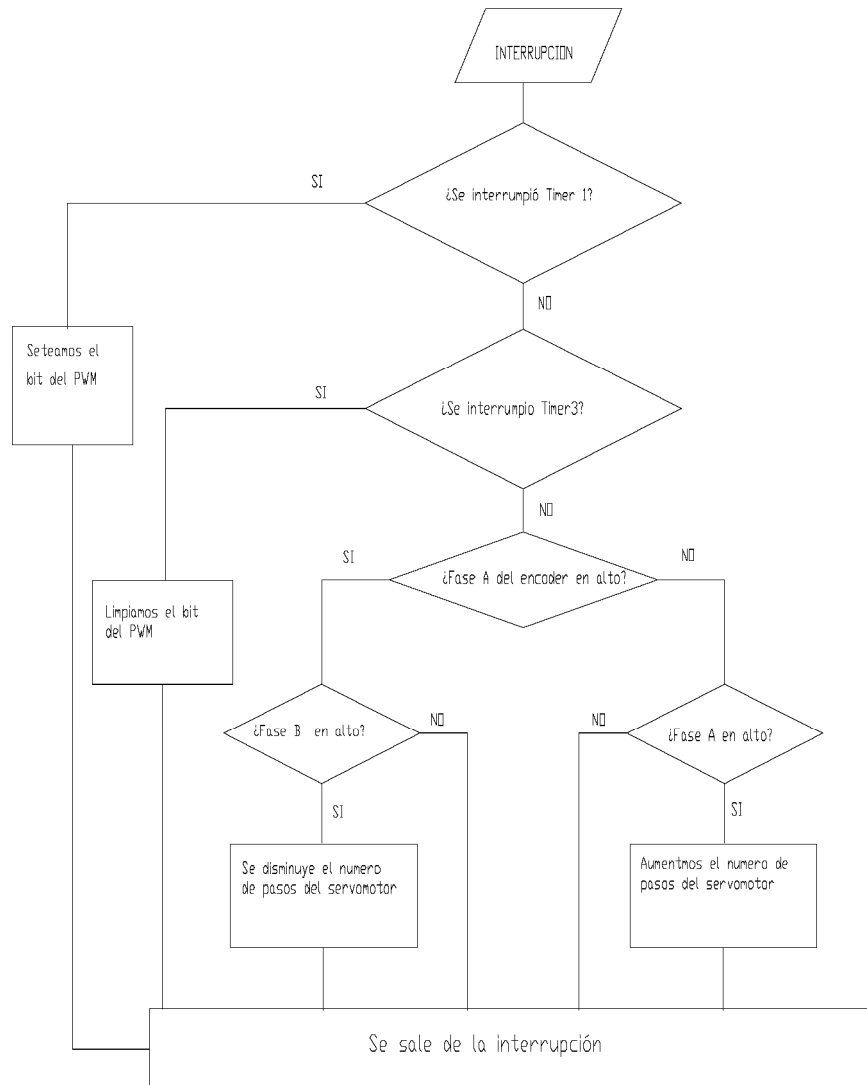 INTERRUPCION
SI
¿Se interrumpió Timer 1?
NO
Seteamos el
bit del PWM
SI
¿Se interrumpio Timer3?
NO
SI
¿Fase A del encoder en alto?
NO
Limpiamos el bit
del PWM
¿Fase B en alto?
NO
NO
¿Fase A en alto?
SI
SI
Se disminuye el numero
de pasos del servomotor
Aumentmos el numero de
pasos del servomotor
Se sale de la interrupción